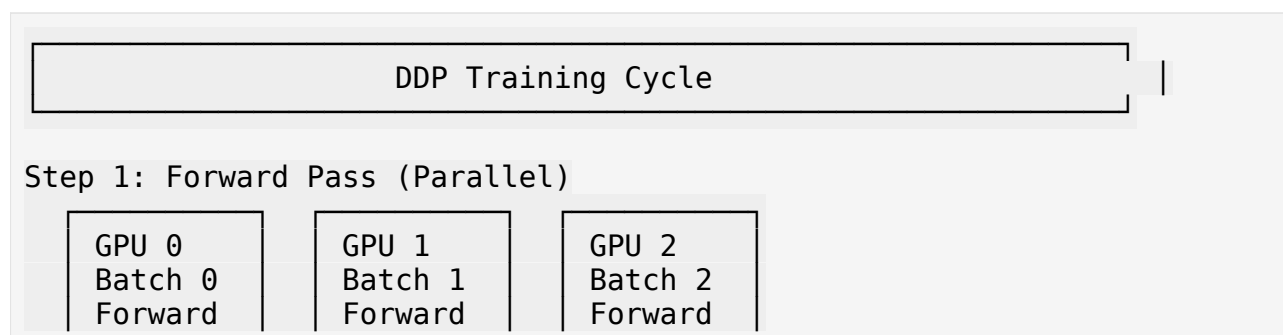 DDP Training Cycle
Step 1: Forward Pass (Parallel)
GPU 0 GPU 1 GPU 2
Batch 0 Batch 1 Batch 2
Forward Forward Forward